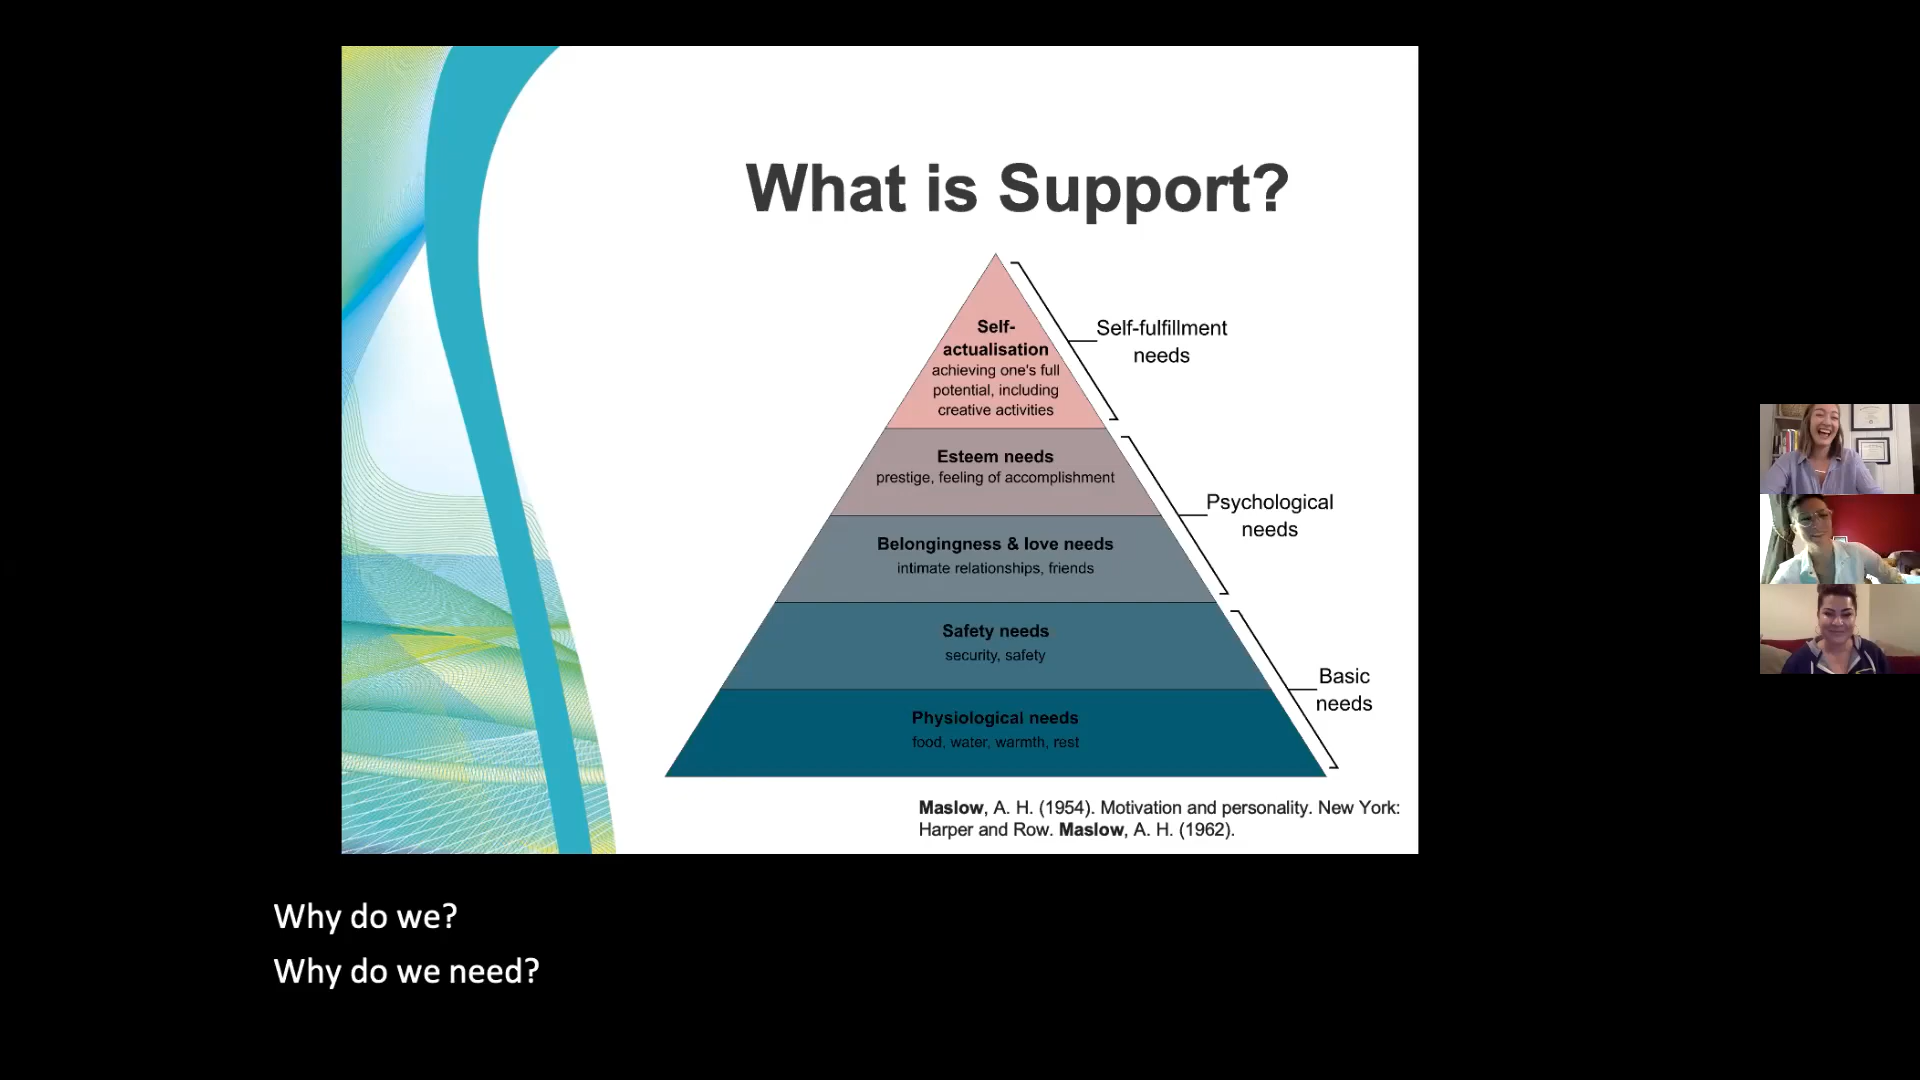 What is Support?
Self-
actualisation
achieving one's full
potential, including
creative activities
Self-fulfillment
needs
Esteem needs
prestige, feeling of accomplishment
Psychological
needs
Belongingness & love needs
intimate relationships, friends
Safety needs
security, safety
Basic
needs
Physiological needs
food, water, warmth, rest
Maslow, A. H. (1954). Motivation and personality. New York:
Harper and Row. Maslow, A. H. (1962).
Why do we?
Why do we need?